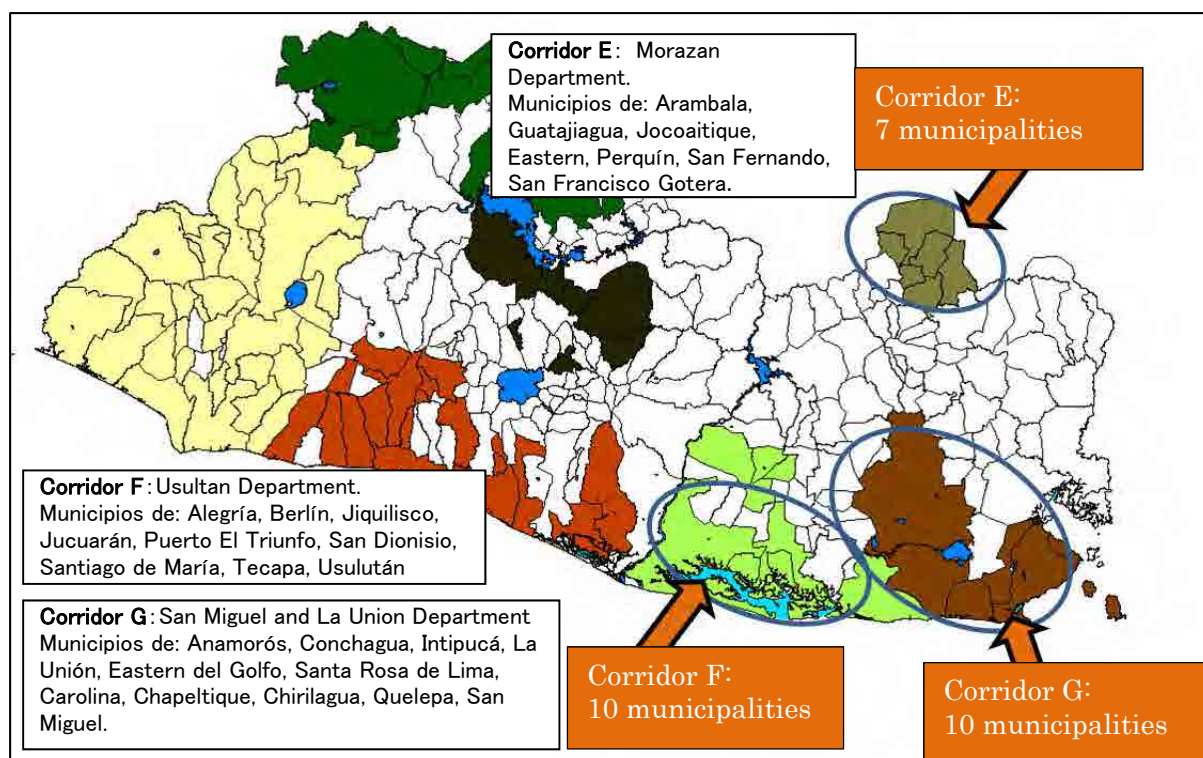 Corridor E: Morazan
Department.
Municipios de: Arambala,
Guatajiagua, Jocoaitique,
Eastern, Perquín, San Fernando,
San Francisco Gotera.
Corridor E:
7 municipalities
Corridor F:Usultan Department.
Municipios de: Alegría, Berlín, Jiquilisco,
Jucuarán, Puerto El Triunfo, San Dionisio,
Santiago de María, Tecapa, Usulután
Corridor G:San Miguel and La Union Department
Municipios de: Anamorós, Conchagua, Intipucá, La
Unión, Eastern del Golfo, Santa Rosa de Lima,
Carolina, Chapeltique, Chirilagua, Quelepa, San
Miguel.
Corridor F:
10 municipalities
Corridor G:
10 municipalities